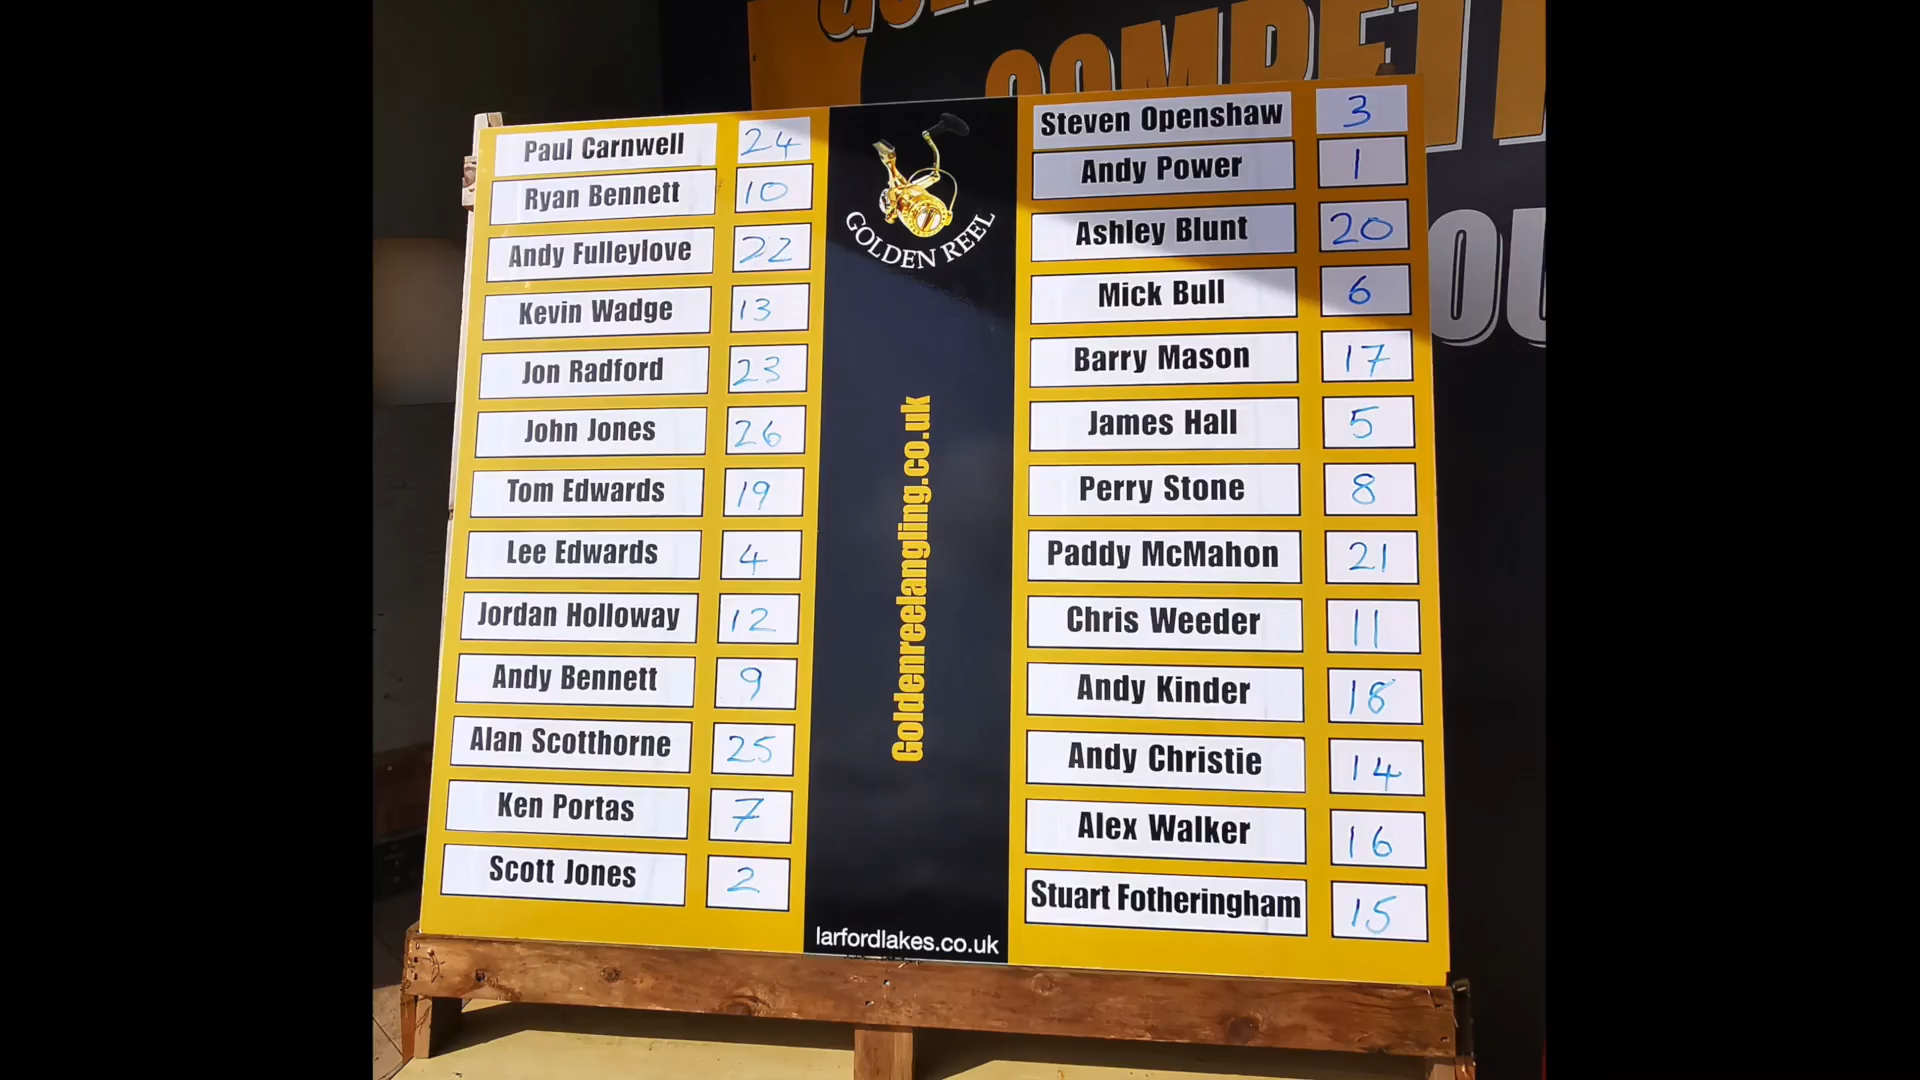 COMPET
Paul Carnwell 24
Ryan Bennett 10
Andy Fulleylove 22
Kevin Wadge 13
Jon Radford 23
John Jones 26
Tom Edwards 19
Lee Edwards 4
Jordan Holloway 12
Andy Bennett 9
Alan Scotthorne 25
Ken Portas 7
Scott Jones 2
GOLDEN REEL
Goldenreelangling.co.uk
larfordlakes.co.uk
Steven Openshaw 3
Andy Power 1
Ashley Blunt 20
Mick Bull 6
Barry Mason 17
James Hall 5
Perry Stone 8
Paddy McMahon 21
Chris Weeder 11
Andy Kinder 18
Andy Christie 14
Alex Walker 16
Stuart Fotheringham 15